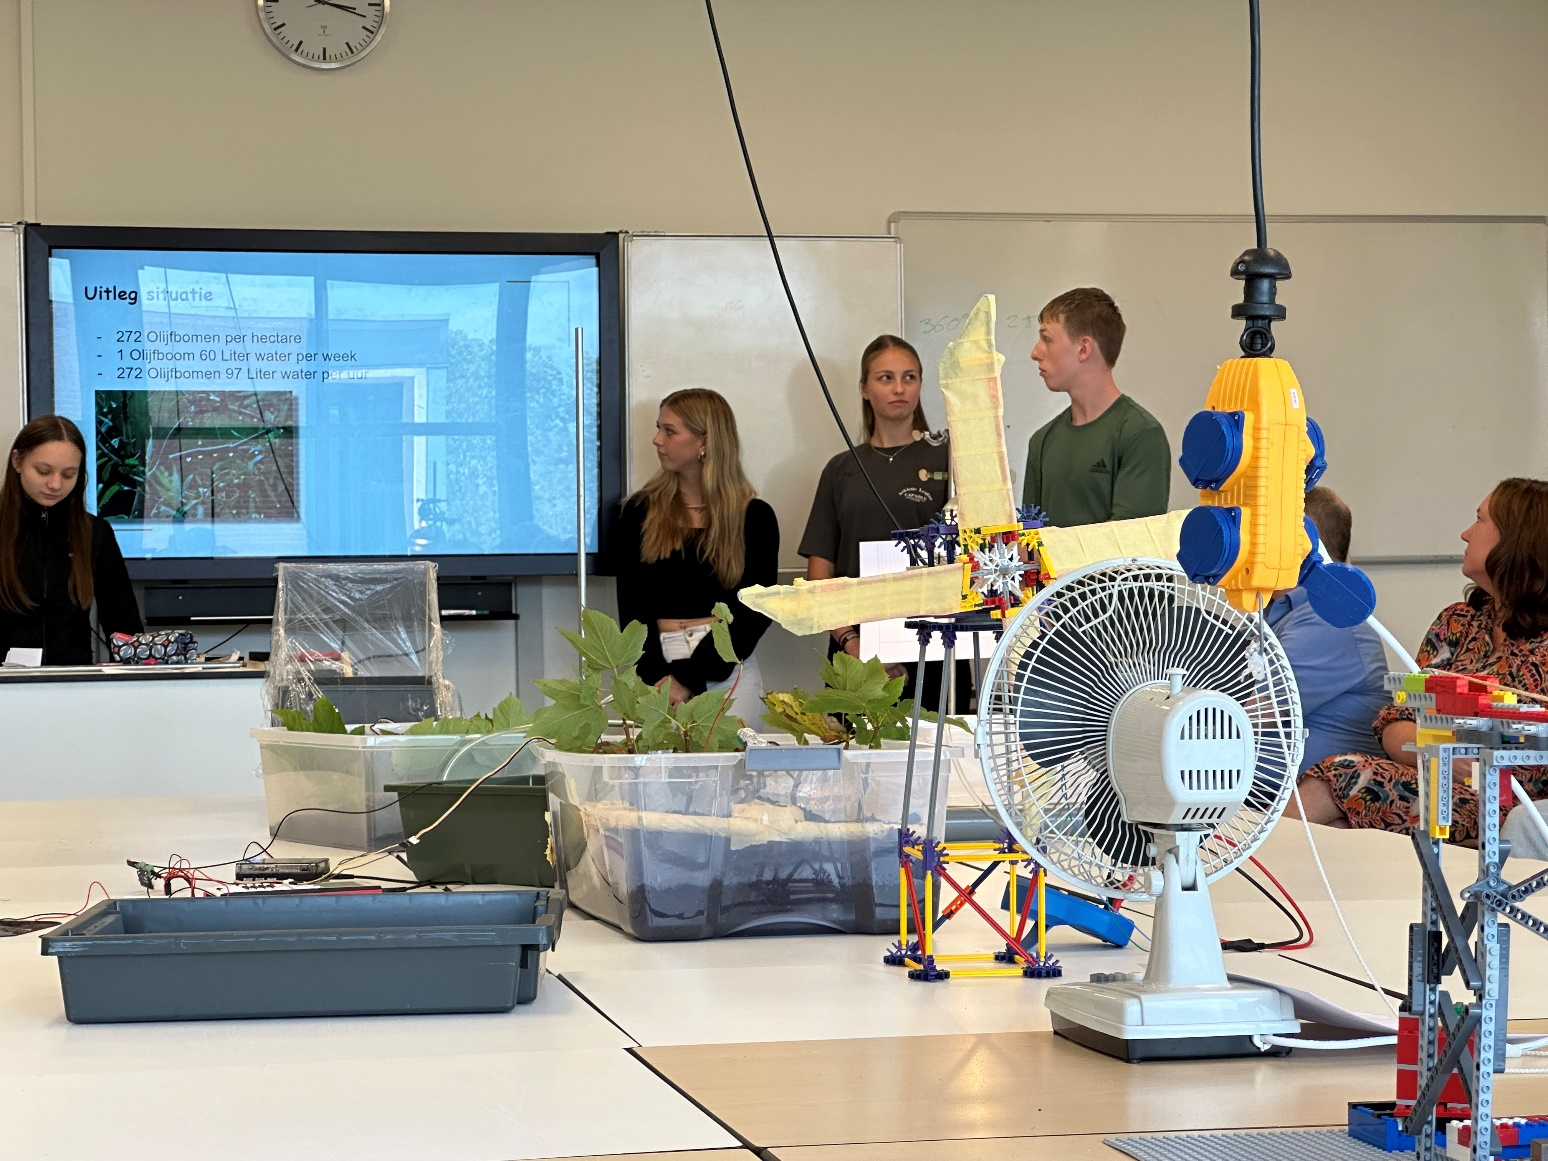 Uitleg situatie
- 272 Olijfbomen per hectare
- 1 Olijfboom 60 Liter water per week
- 272 Olijfbomen 97 Liter water per uur